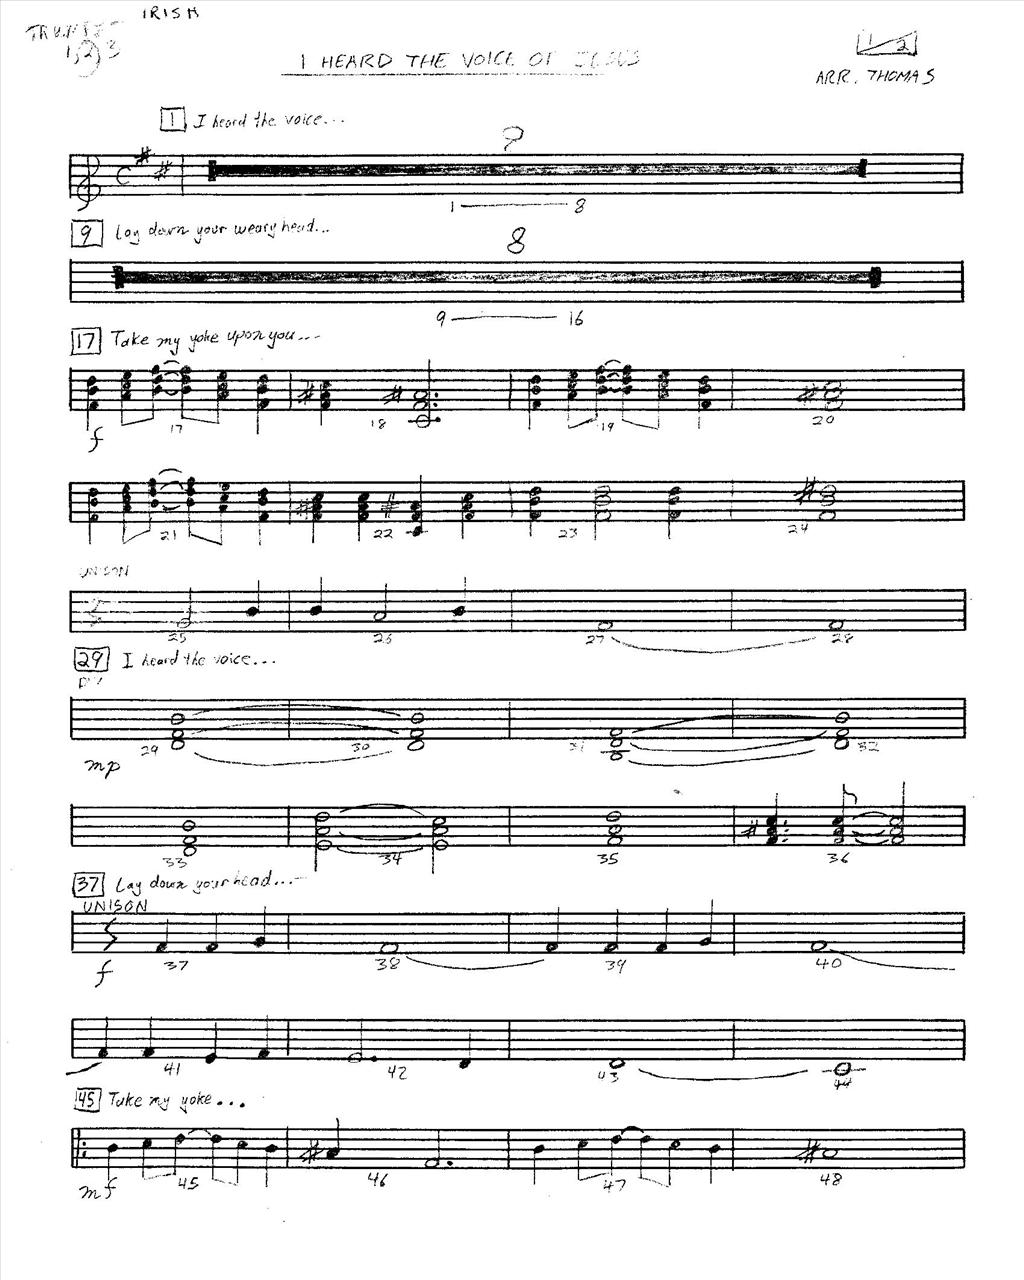 IRISH
TRUMPET
1,2,3
I HEARD THE VOICE OF JESUS
1/2
ARR. THOMAS
1 I heard the voice...
1 — 8
9 Lay down your weary head...
8
9 — 16
17 Take my yoke upon you...
f 17 18 19 20
21 22 23 24
UNISON
25 26 27 28
29 I heard the voice...
29 30 31 32
mp
33 34 35 36
37 Lay down your head...
UNISON
f 37 38 39 40
41 42 43 44
45 Take my yoke...
mf 45 46 47 48